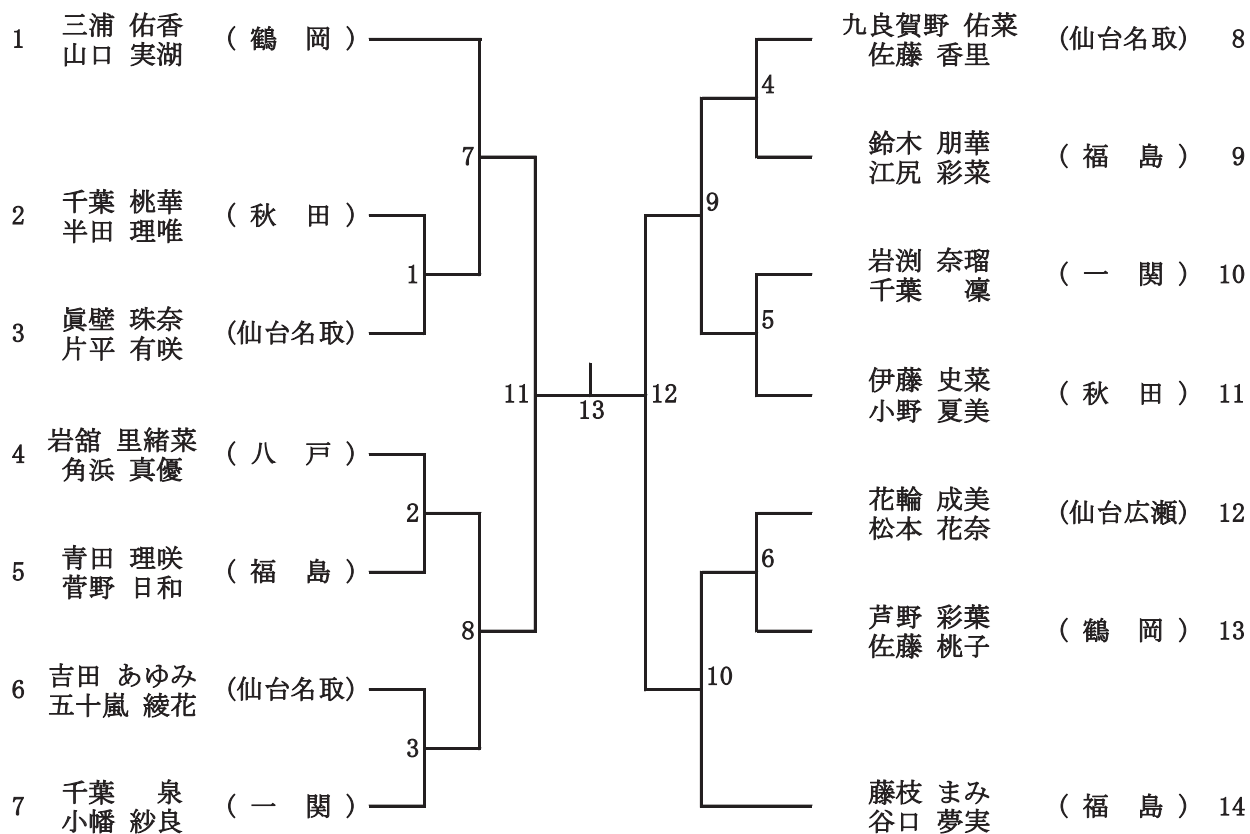 1 三浦 佑香 ( 鶴 岡 )
山口 実湖
2 千葉 桃華 ( 秋 田 )
半田 理唯
3 眞壁 珠奈 (仙台名取)
片平 有咲
4 岩舘 里緒菜 ( 八 戸 )
角浜 真優
5 青田 理咲 ( 福 島 )
菅野 日和
6 吉田 あゆみ (仙台名取)
五十嵐 綾花
7 千葉 泉 ( 一 関 )
小幡 紗良
7
1
2
8
3
11
13
12
4
9
5
6
10
九良賀野 佑菜 (仙台名取) 8
佐藤 香里
鈴木 朋華 ( 福 島 ) 9
江尻 彩菜
岩渕 奈瑠 ( 一 関 ) 10
千葉 凜
伊藤 史菜 ( 秋 田 ) 11
小野 夏美
花輪 成美 (仙台広瀬) 12
松本 花奈
芦野 彩葉 ( 鶴 岡 ) 13
佐藤 桃子
藤枝 まみ ( 福 島 ) 14
谷口 夢実